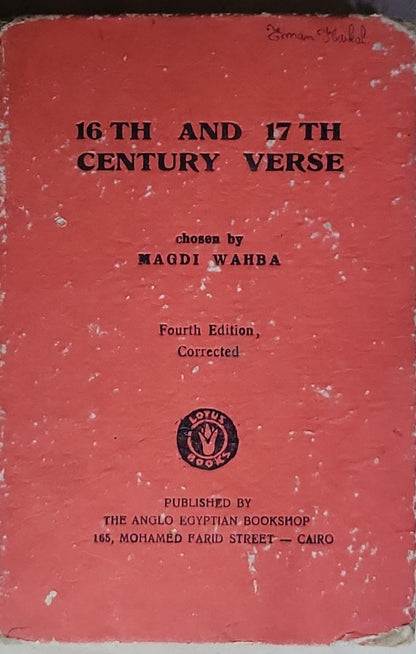 16 TH AND 17 TH
CENTURY VERSE
chosen by
MAGDI WAHBA
Fourth Edition,
Corrected
LOTUS
BOOKS
PUBLISHED BY
THE ANGLO EGYPTIAN BOOKSHOP
165, MOHAMED FARID STREET — CAIRO